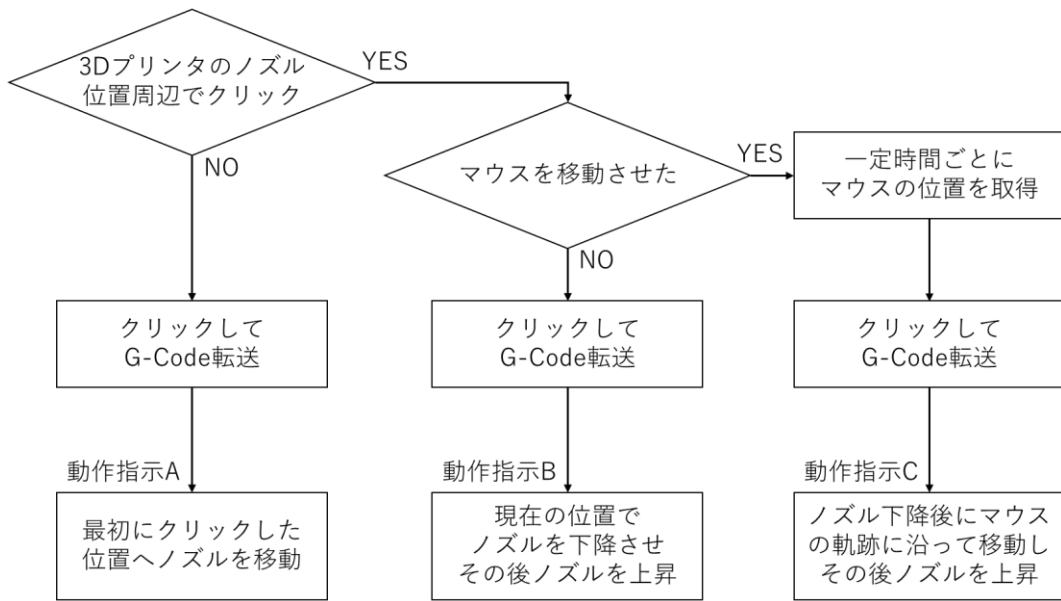 3Dプリンタのノズル
位置周辺でクリック
YES
NO
マウスを移動させた
YES
NO
一定時間ごとに
マウスの位置を取得
クリックして
G-Code転送
クリックして
G-Code転送
クリックして
G-Code転送
動作指示A
最初にクリックした
位置へノズルを移動
動作指示B
現在の位置で
ノズルを下降させ
その後ノズルを上昇
動作指示C
ノズル下降後にマウス
の軌跡に沿って移動し
その後ノズルを上昇